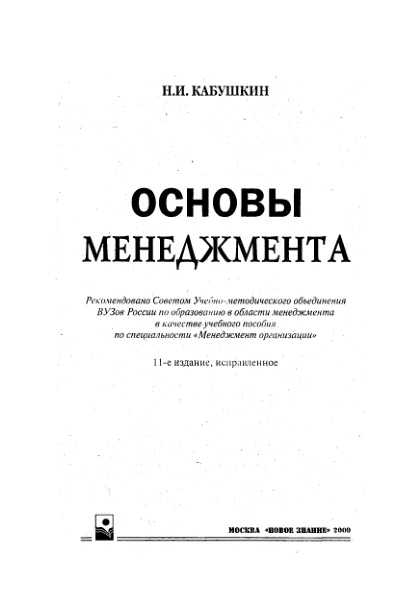 Н.И. КАБУШКИН
ОСНОВЫ
МЕНЕДЖМЕНТА
Рекомендовано Советом Учебно-методического объединения
ВУЗов России по образованию в области менеджмента
в качестве учебного пособия
по специальности «Менеджмент организации»
11-е издание, исправленное
МОСКВА «НОВОЕ ЗНАНИЕ» 2009